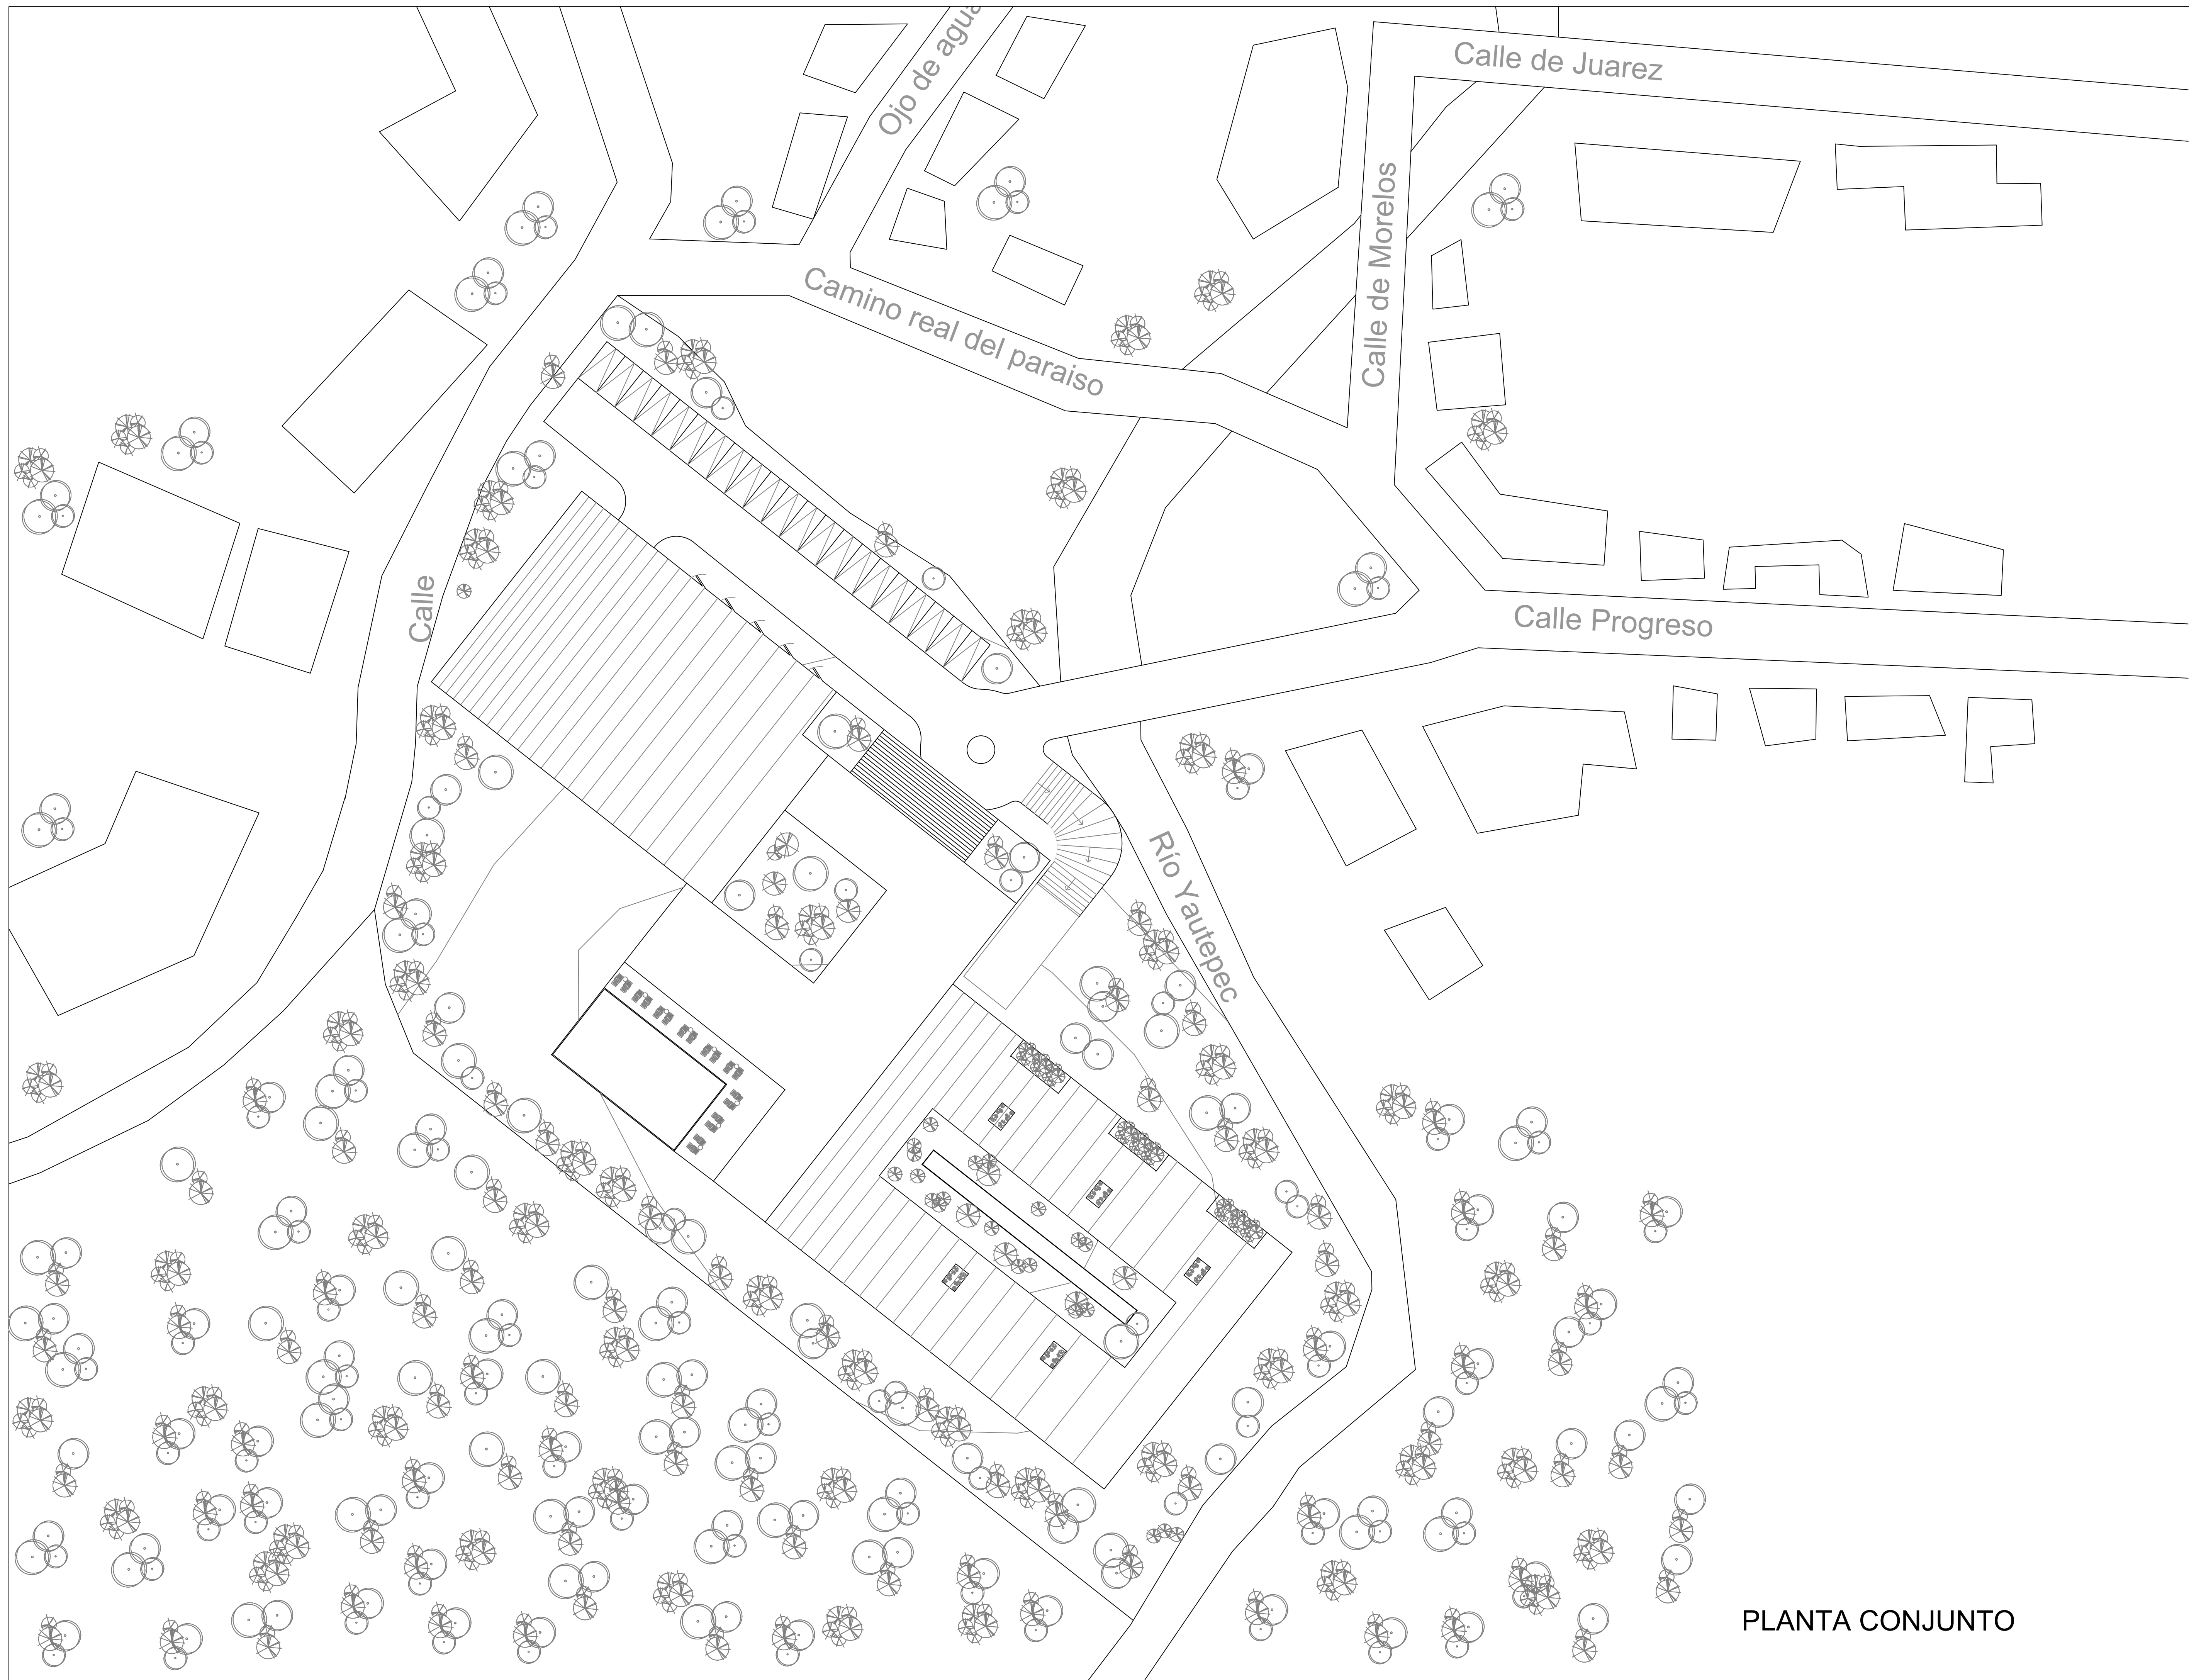 Ojo de agua
Calle de Juarez
Calle de Morelos
Camino real del paraiso
Calle
Calle Progreso
Río Yautepec
PLANTA CONJUNTO